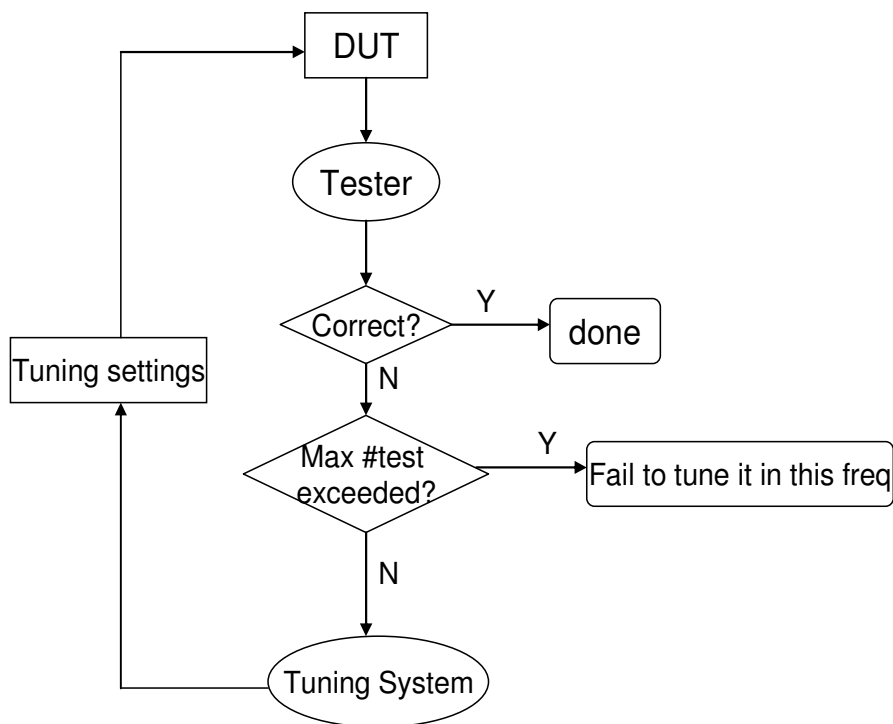 DUT
Tester
Correct?
Y
done
N
Tuning settings
Max #test
exceeded?
Y
Fail to tune it in this freq
N
Tuning System